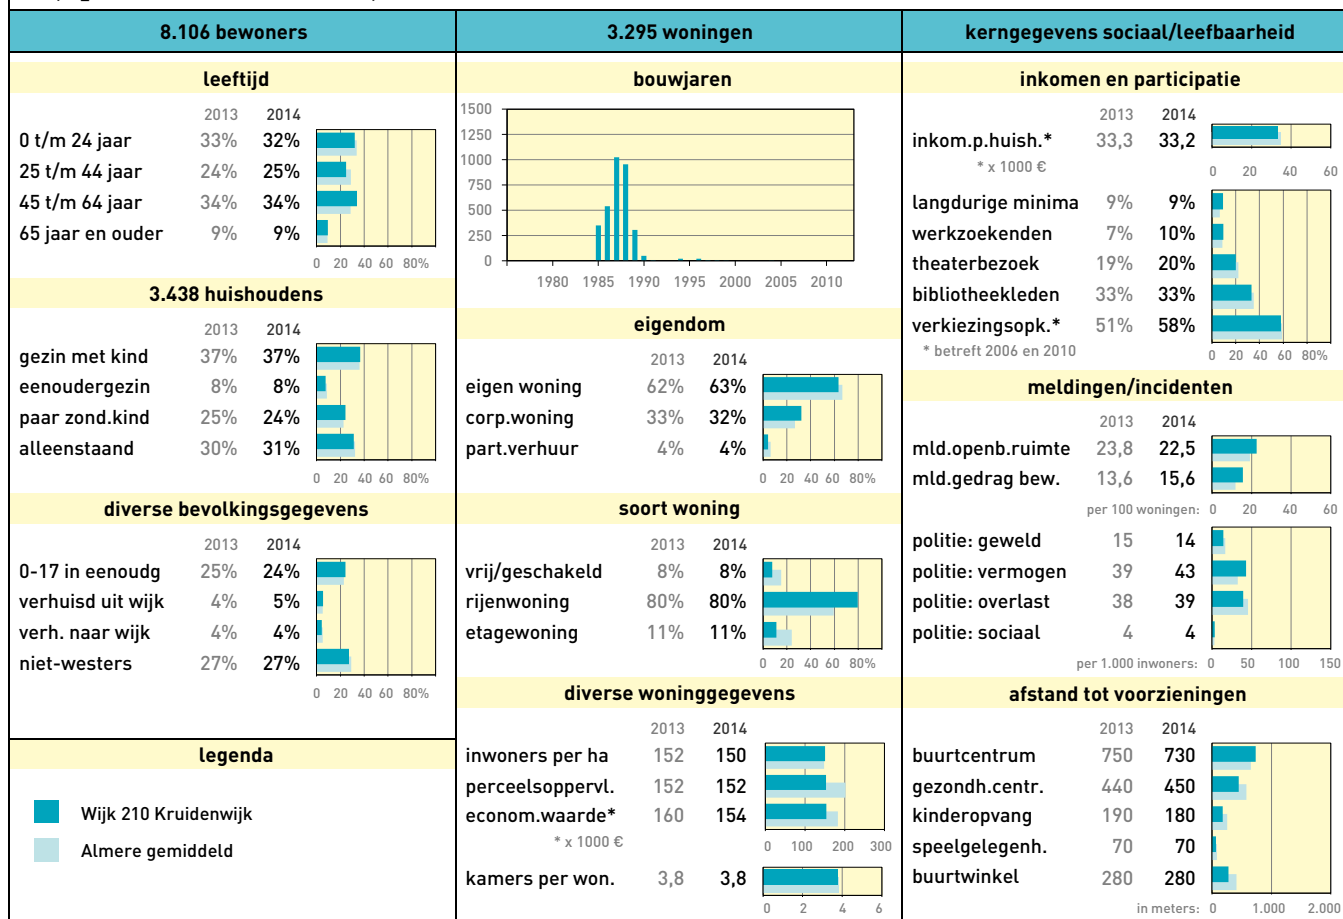 8.106 bewoners
leeftijd
2013 2014
0 t/m 24 jaar 33% 32%
25 t/m 44 jaar 24% 25%
45 t/m 64 jaar 34% 34%
65 jaar en ouder 9% 9%
0 20 40 60 80%
3.438 huishoudens
2013 2014
gezin met kind 37% 37%
eenoudergezin 8% 8%
paar zond.kind 25% 24%
alleenstaand 30% 31%
0 20 40 60 80%
diverse bevolkingsgegevens
2013 2014
0-17 in eenoudg 25% 24%
verhuisd uit wijk 4% 5%
verh. naar wijk 4% 4%
niet-westers 27% 27%
0 20 40 60 80%
legenda
Wijk 210 Kruidenwijk
Almere gemiddeld
3.295 woningen
bouwjaren
1500
1250
1000
750
500
250
0
1980 1985 1990 1995 2000 2005 2010
eigendom
2013 2014
eigen woning 62% 63%
corp.woning 33% 32%
part.verhuur 4% 4%
0 20 40 60 80%
soort woning
2013 2014
vrij/geschakeld 8% 8%
rijenwoning 80% 80%
etagewoning 11% 11%
0 20 40 60 80%
diverse woninggegevens
2013 2014
inwoners per ha 152 150
perceelsoppervl. 152 152
econom.waarde* 160 154
* x 1000 €
0 100 200 300
kamers per won. 3,8 3,8
0 2 4 6
kerngegevens sociaal/leefbaarheid
inkomen en participatie
2013 2014
inkom.p.huish.* 33,3 33,2
* x 1000 €
0 20 40 60
langdurige minima 9% 9%
werkzoekenden 7% 10%
theaterbezoek 19% 20%
bibliotheekleden 33% 33%
verkiezingsopk.* 51% 58%
* betreft 2006 en 2010
0 20 40 60 80%
meldingen/incidenten
2013 2014
mld.openb.ruimte 23,8 22,5
mld.gedrag bew. 13,6 15,6
per 100 woningen: 0 20 40 60
politie: geweld 15 14
politie: vermogen 39 43
politie: overlast 38 39
politie: sociaal 4 4
per 1.000 inwoners: 0 50 100 150
afstand tot voorzieningen
2013 2014
buurtcentrum 750 730
gezondh.centr. 440 450
kinderopvang 190 180
speelgelegenh. 70 70
buurtwinkel 280 280
in meters: 0 1.000 2.000